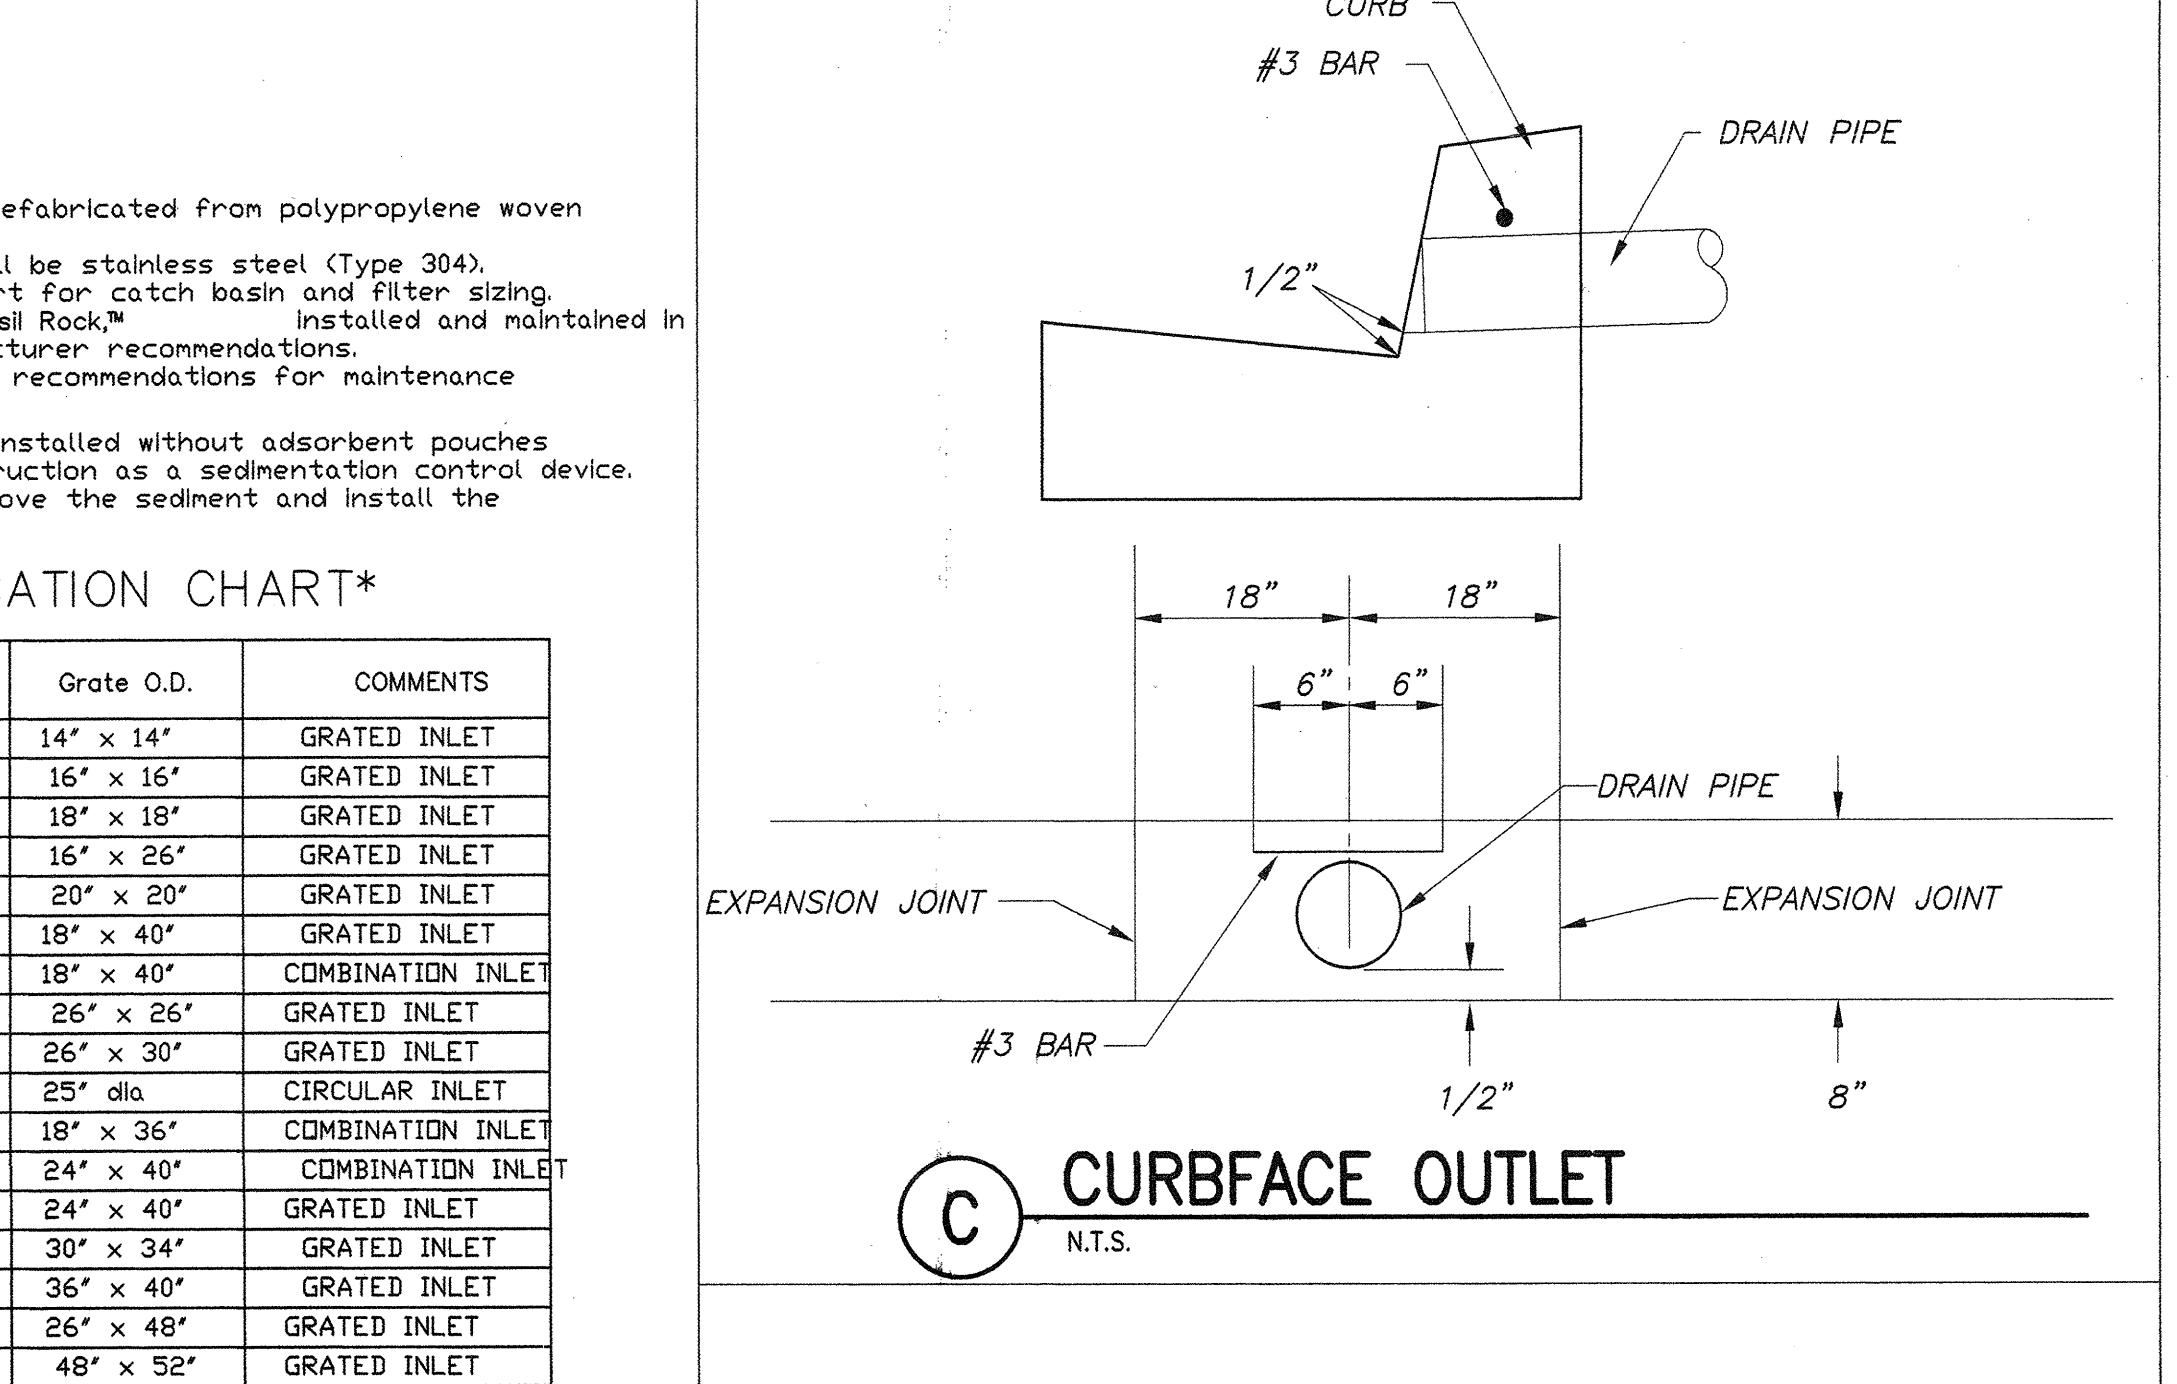 efabricated from polypropylene woven
be stainless steel (Type 304).
for catch basin and filter sizing.
Rock,™ installed and maintained in
recommendations.
recommendations for maintenance
nstalled without adsorbent pouches
as a sedimentation control device.
the sediment and install the
ATION CHART*
Grate O.D. COMMENTS
14" x 14" GRATED INLET
16" x 16" GRATED INLET
18" x 18" GRATED INLET
16" x 26" GRATED INLET
20" x 20" GRATED INLET
18" x 40" GRATED INLET
18" x 40" COMBINATION INLET
26" x 26" GRATED INLET
26" x 30" GRATED INLET
25" dia CIRCULAR INLET
18" x 36" COMBINATION INLET
24" x 40" COMBINATION INLET
24" x 40" GRATED INLET
30" x 34" GRATED INLET
36" x 40" GRATED INLET
26" x 48" GRATED INLET
48" x 52" GRATED INLET
CURB
#3 BAR
DRAIN PIPE
1/2"
18" 18"
6" 6"
DRAIN PIPE
EXPANSION JOINT
EXPANSION JOINT
#3 BAR
1/2"
8"
C
CURBFACE OUTLET
N.T.S.